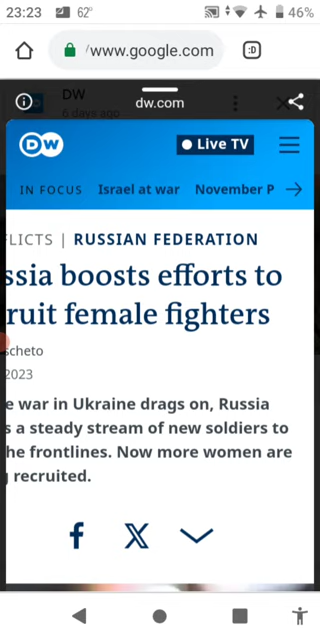 23:23 62° 46%
/www.google.com :D
DW
6 days ago
dw.com
DW Live TV
IN FOCUS Israel at war November P
FLICTS | RUSSIAN FEDERATION
ssia boosts efforts to
ruit female fighters
scheto
2023
e war in Ukraine drags on, Russia
s a steady stream of new soldiers to
he frontlines. Now more women are
recruited.